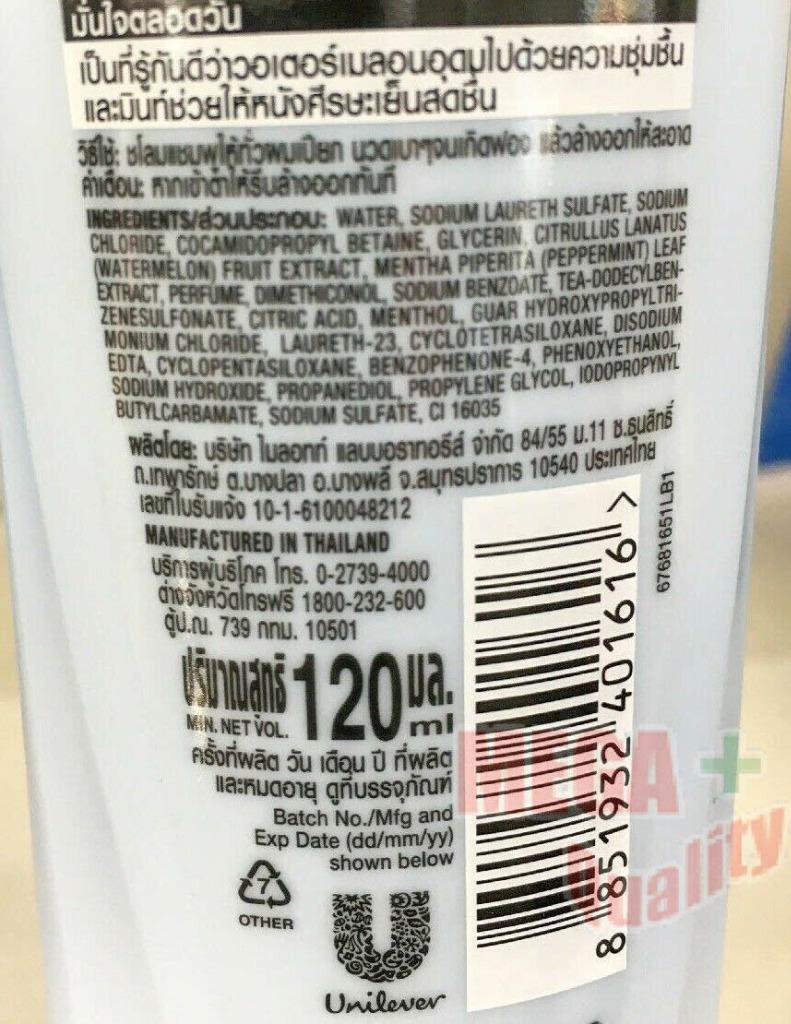 มั่นใจตลอดวัน
เป็นที่รู้กันดีว่าวอเตอร์เมลอนอุดมไปด้วยความชุ่มชื้น
และมินท์ช่วยให้หนังศีรษะเย็นสดชื่น
วิธีใช้: ชโลมแชมพูให้ทั่วผมเปียก นวดเบาๆจนเกิดฟอง แล้วล้างออกให้สะอาด
คำเตือน: หากเข้าตาให้รีบล้างออกทันที
INGREDIENTS/ส่วนประกอบ: WATER, SODIUM LAURETH SULFATE, SODIUM
CHLORIDE, COCAMIDOPROPYL BETAINE, GLYCERIN, CITRULLUS LANATUS
(WATERMELON) FRUIT EXTRACT, MENTHA PIPERITA (PEPPERMINT) LEAF
EXTRACT, PERFUME, DIMETHICONOL, SODIUM BENZOATE, TEA-DODECYLBEN-
ZENESULFONATE, CITRIC ACID, MENTHOL, GUAR HYDROXYPROPYLTRI-
MONIUM CHLORIDE, LAURETH-23, CYCLOTETRASILOXANE, DISODIUM
EDTA, CYCLOPENTASILOXANE, BENZOPHENONE-4, PHENOXYETHANOL,
SODIUM HYDROXIDE, PROPANEDIOL, PROPYLENE GLYCOL, IODOPROPYNYL
BUTYLCARBAMATE, SODIUM SULFATE, CI 16035
ผลิตโดย: บริษัท ไมลอทท์ แลบบอราทอรีส์ จำกัด 84/55 ม.11 ซ.ธนสิทธิ์
ถ.เทพารักษ์ ต.บางปลา อ.บางพลี จ.สมุทรปราการ 10540 ประเทศไทย
เลขที่ใบรับแจ้ง 10-1-6100048212
MANUFACTURED IN THAILAND
บริการผู้บริโภค โทร. 0-2739-4000
ต่างจังหวัดโทรฟรี 1800-232-600
ตู้ป.ณ. 739 กทม. 10501
ปริมาณสุทธิ 120 มล.
MIN. NET VOL. ml
ครั้งที่ผลิต วัน เดือน ปี ที่ผลิต
และหมดอายุ ดูที่บรรจุภัณฑ์
Batch No./Mfg and
Exp Date (dd/mm/yy)
shown below
7
OTHER
Unilever
8 851932 401616 >
67681651LB1
MEGA +
Quality